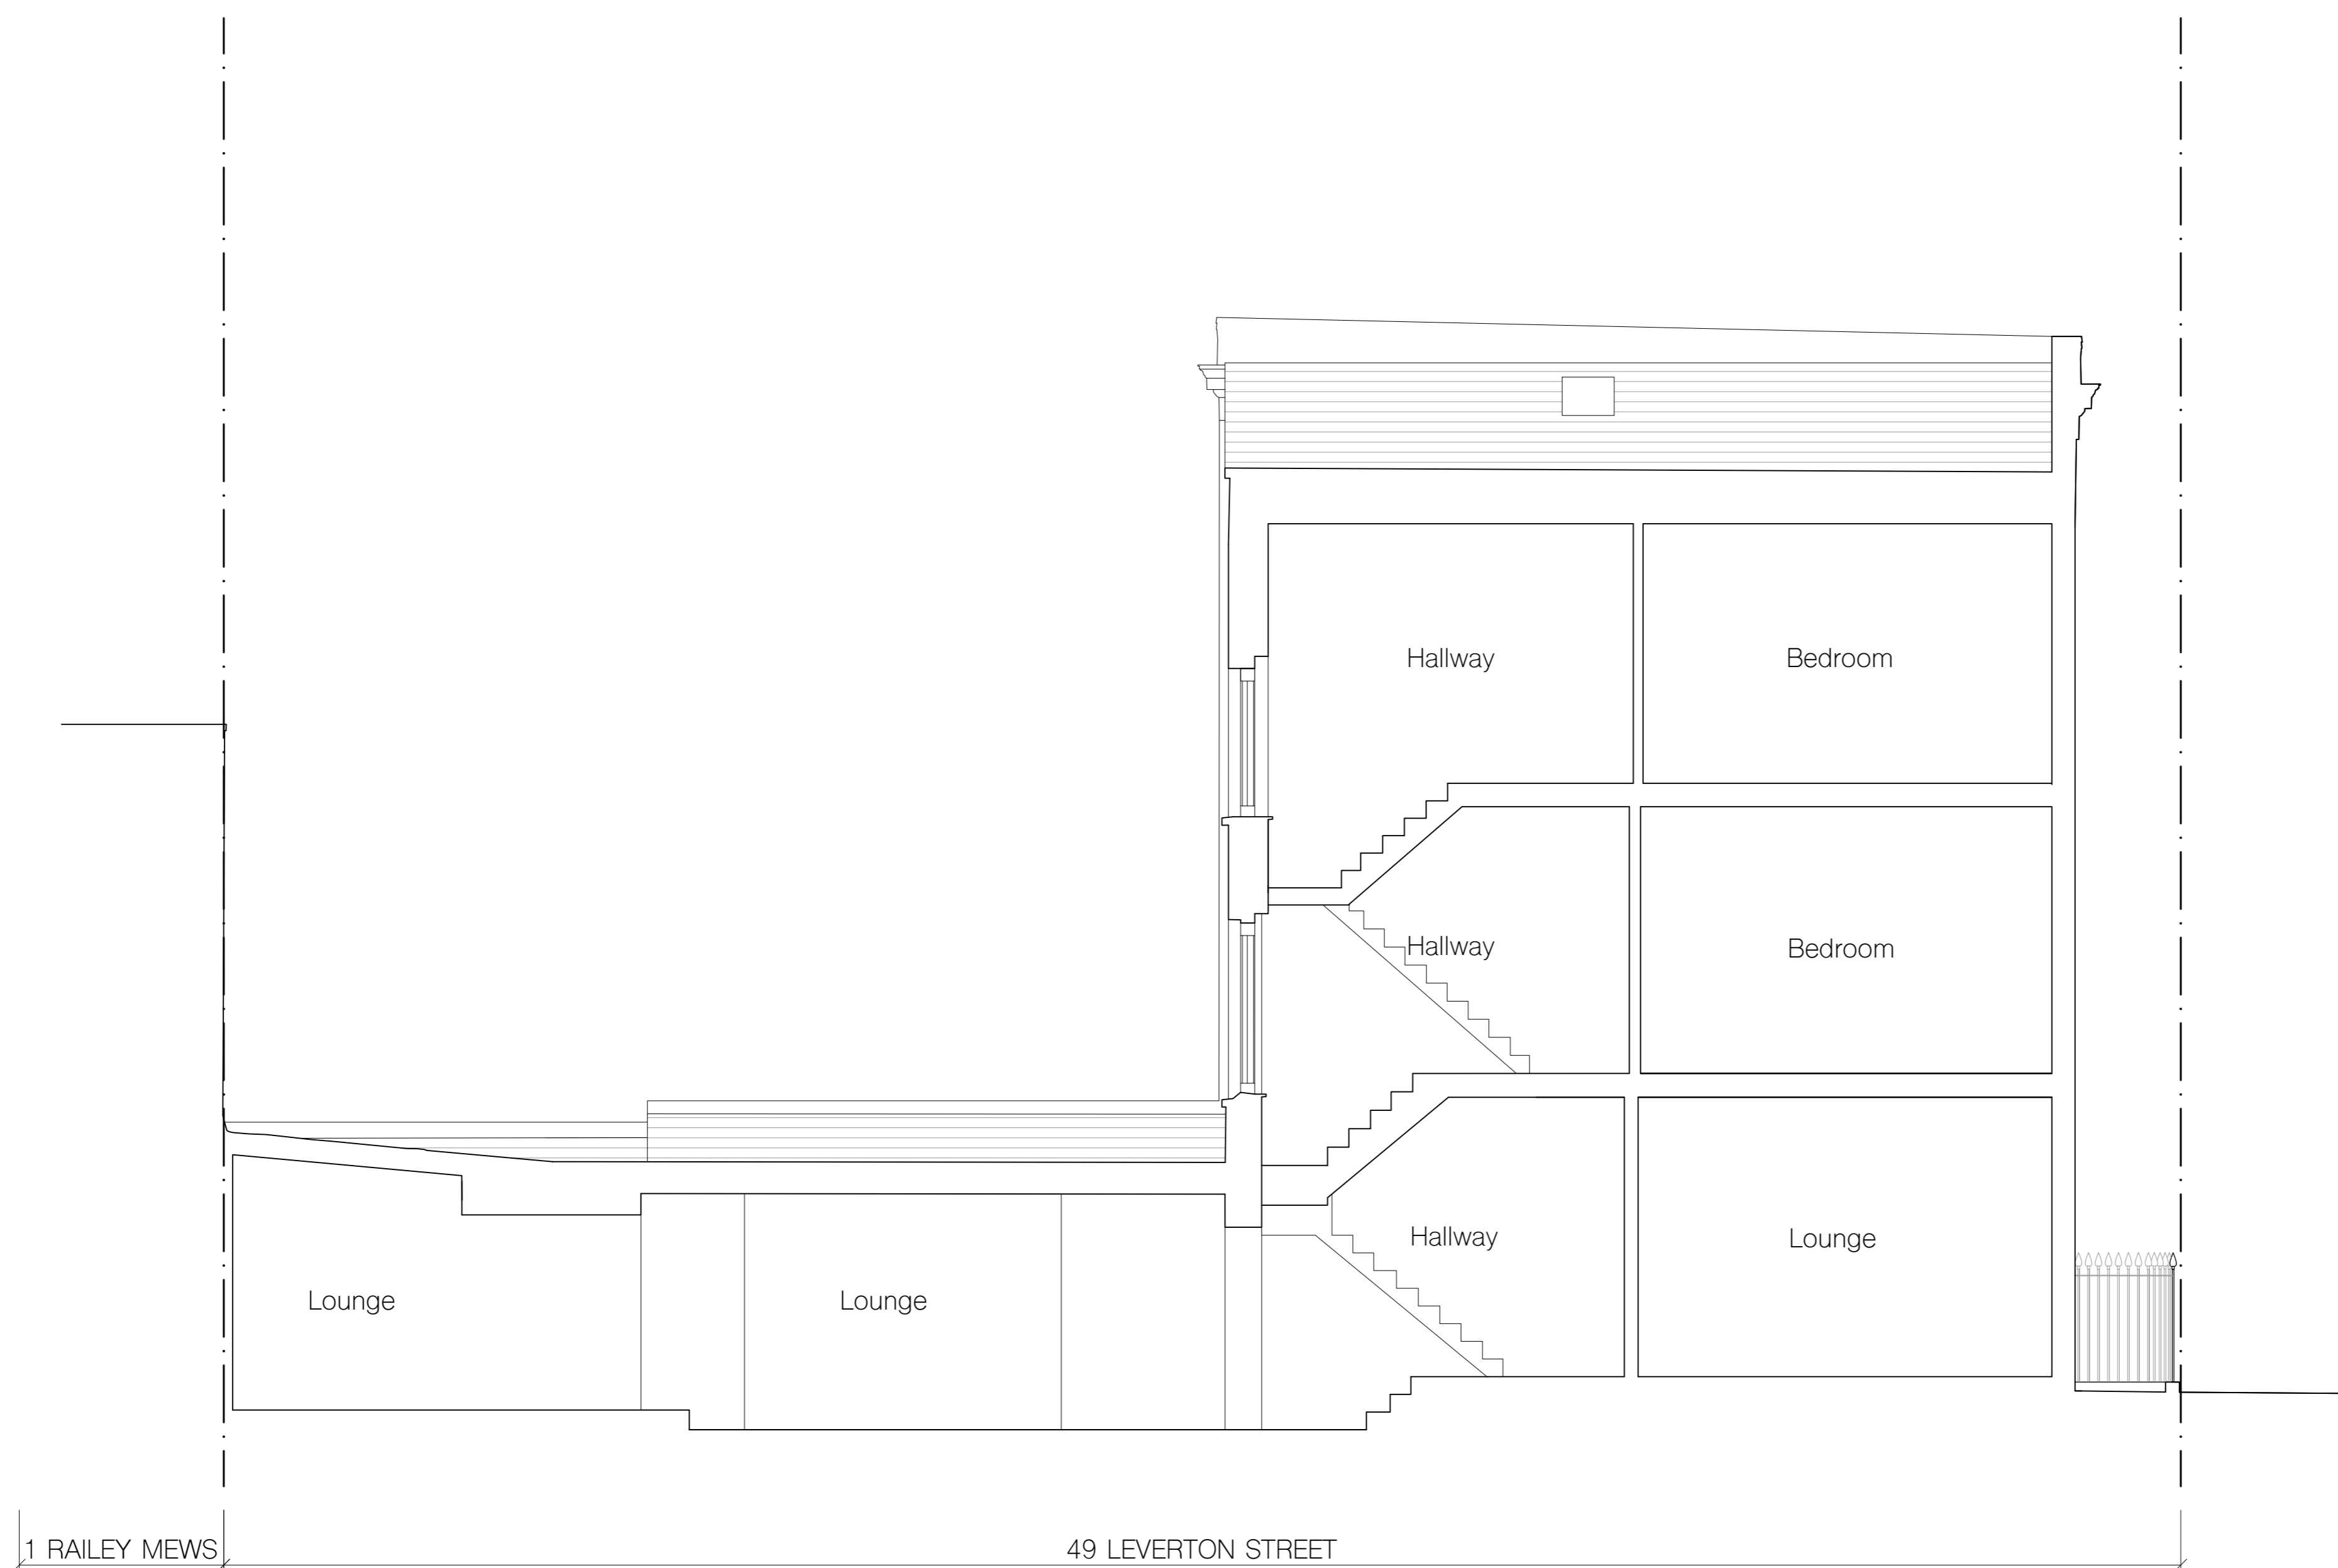 Hallway
Bedroom
Hallway
Bedroom
Hallway
Lounge
Lounge
Lounge
1 RAILEY MEWS
49 LEVERTON STREET